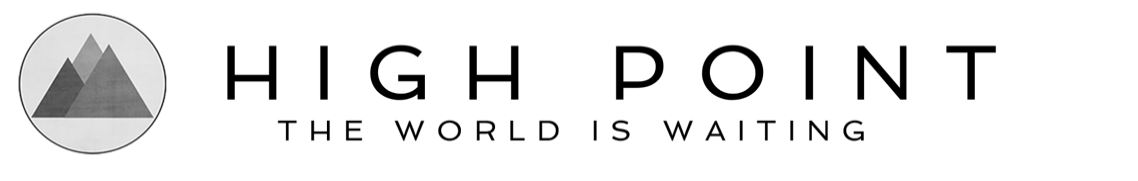 HIGH POINT
THE WORLD IS WAITING